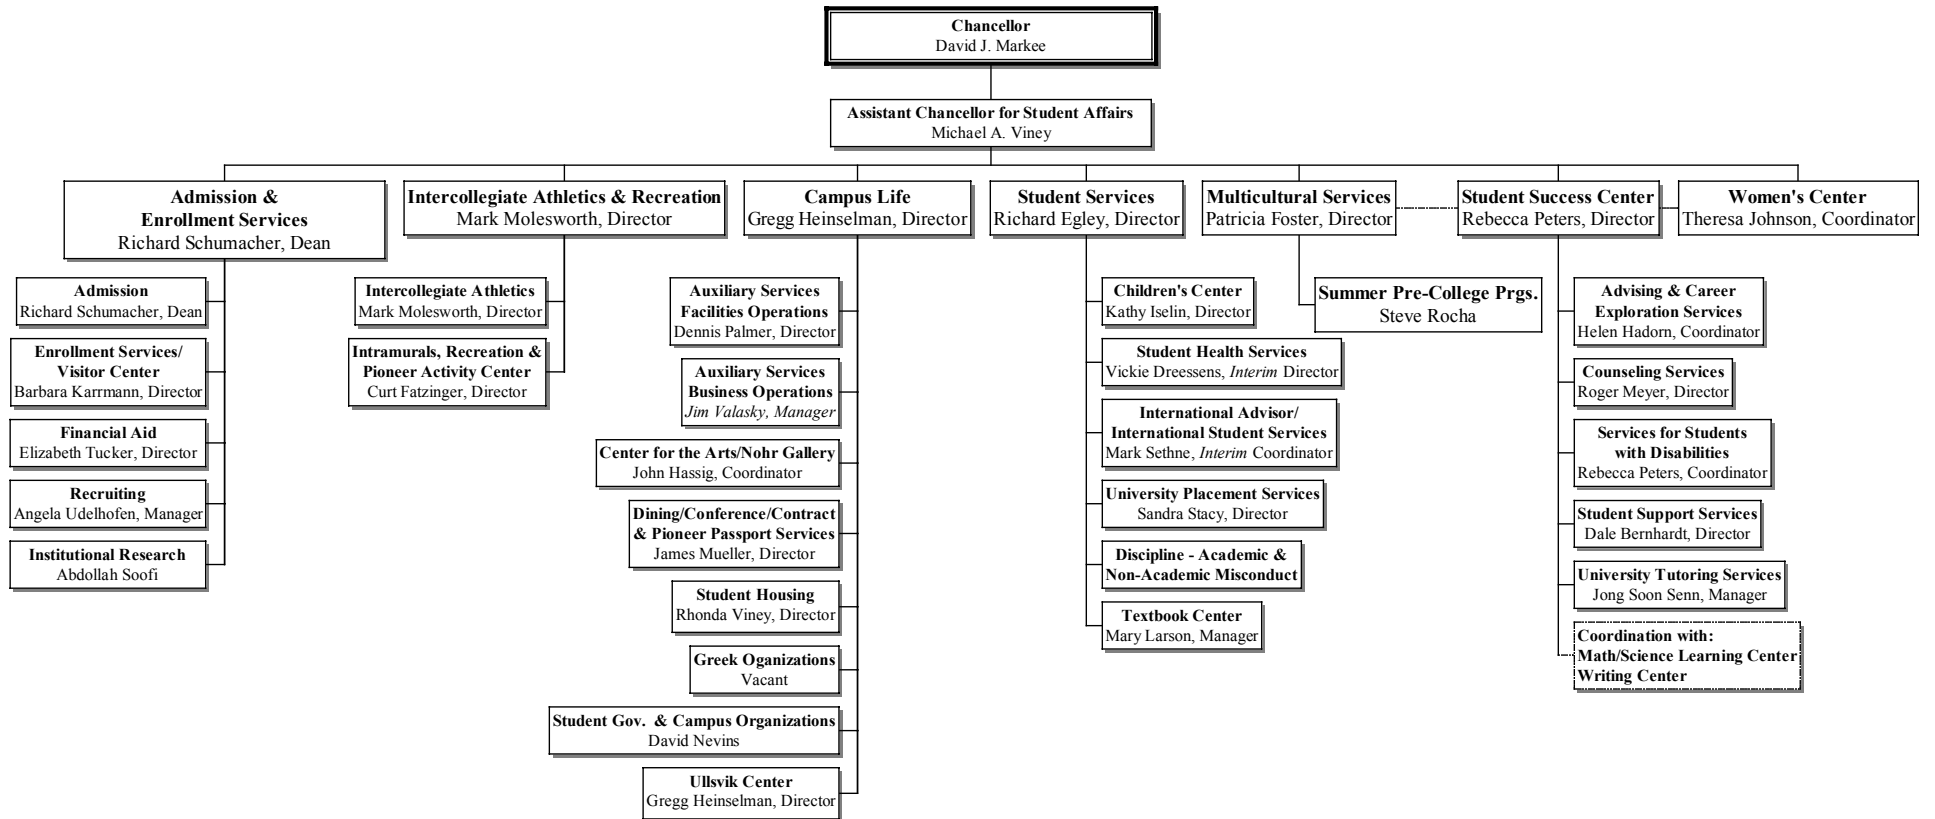 Chancellor
David J. Markee
Assistant Chancellor for Student Affairs
Michael A. Viney
Admission &
Enrollment Services
Richard Schumacher, Dean
Intercollegiate Athletics & Recreation
Mark Molesworth, Director
Campus Life
Gregg Heinselman, Director
Student Services
Richard Egley, Director
Multicultural Services
Patricia Foster, Director
Student Success Center
Rebecca Peters, Director
Women's Center
Theresa Johnson, Coordinator
Admission
Richard Schumacher, Dean
Enrollment Services/
Visitor Center
Barbara Karrmann, Director
Financial Aid
Elizabeth Tucker, Director
Recruiting
Angela Udelhofen, Manager
Institutional Research
Abdollah Soofi
Intercollegiate Athletics
Mark Molesworth, Director
Intramurals, Recreation &
Pioneer Activity Center
Curt Fatzinger, Director
Auxiliary Services
Facilities Operations
Dennis Palmer, Director
Auxiliary Services
Business Operations
Jim Valasky, Manager
Center for the Arts/Nohr Gallery
John Hassig, Coordinator
Dining/Conference/Contract
& Pioneer Passport Services
James Mueller, Director
Student Housing
Rhonda Viney, Director
Greek Oganizations
Vacant
Student Gov. & Campus Organizations
David Nevins
Ullsvik Center
Gregg Heinselman, Director
Children's Center
Kathy Iselin, Director
Student Health Services
Vickie Dreessens, Interim Director
International Advisor/
International Student Services
Mark Sethne, Interim Coordinator
University Placement Services
Sandra Stacy, Director
Discipline - Academic &
Non-Academic Misconduct
Textbook Center
Mary Larson, Manager
Summer Pre-College Prgs.
Steve Rocha
Advising & Career
Exploration Services
Helen Hadorn, Coordinator
Counseling Services
Roger Meyer, Director
Services for Students
with Disabilities
Rebecca Peters, Coordinator
Student Support Services
Dale Bernhardt, Director
University Tutoring Services
Jong Soon Senn, Manager
Coordination with:
Math/Science Learning Center
Writing Center